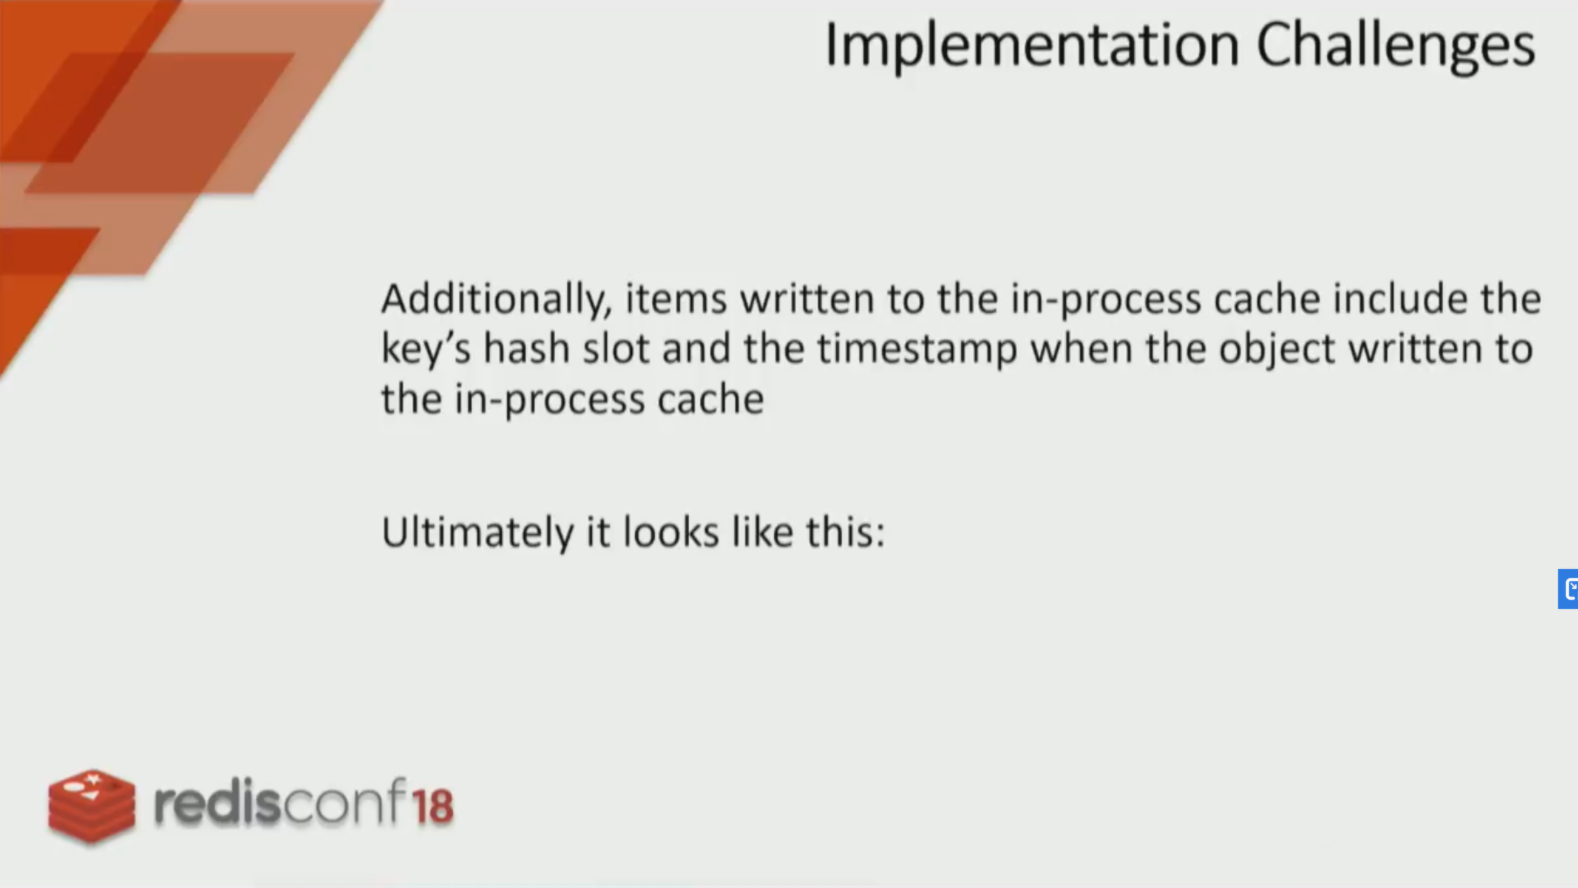 Implementation Challenges
Additionally, items written to the in-process cache include the
key’s hash slot and the timestamp when the object written to
the in-process cache
Ultimately it looks like this:
redisconf18